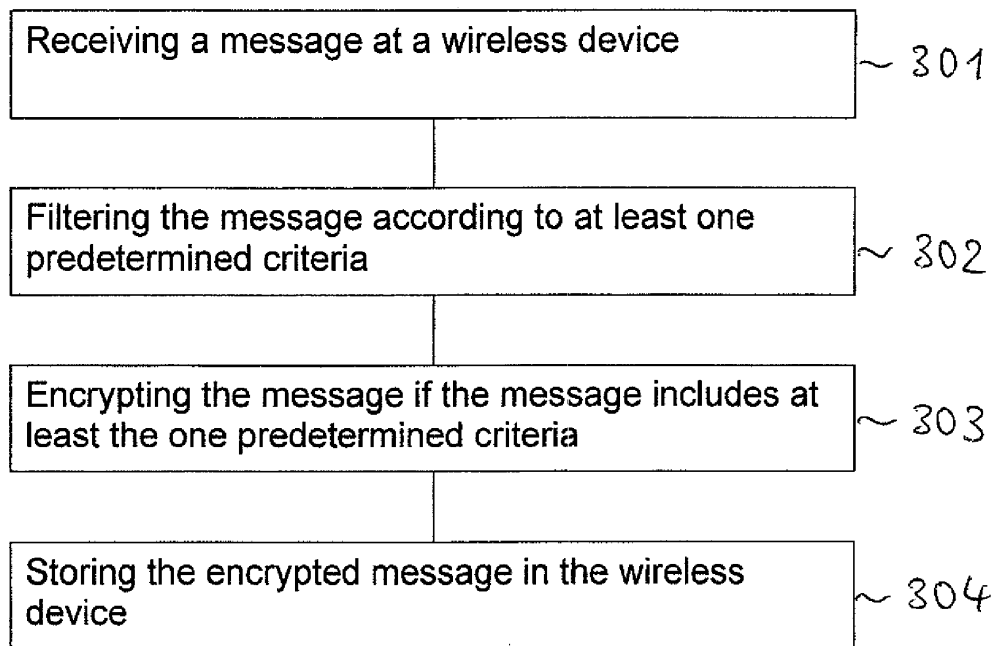 Receiving a message at a wireless device
~ 301
Filtering the message according to at least one
predetermined criteria
~ 302
Encrypting the message if the message includes at
least the one predetermined criteria
~ 303
Storing the encrypted message in the wireless
device
~ 304